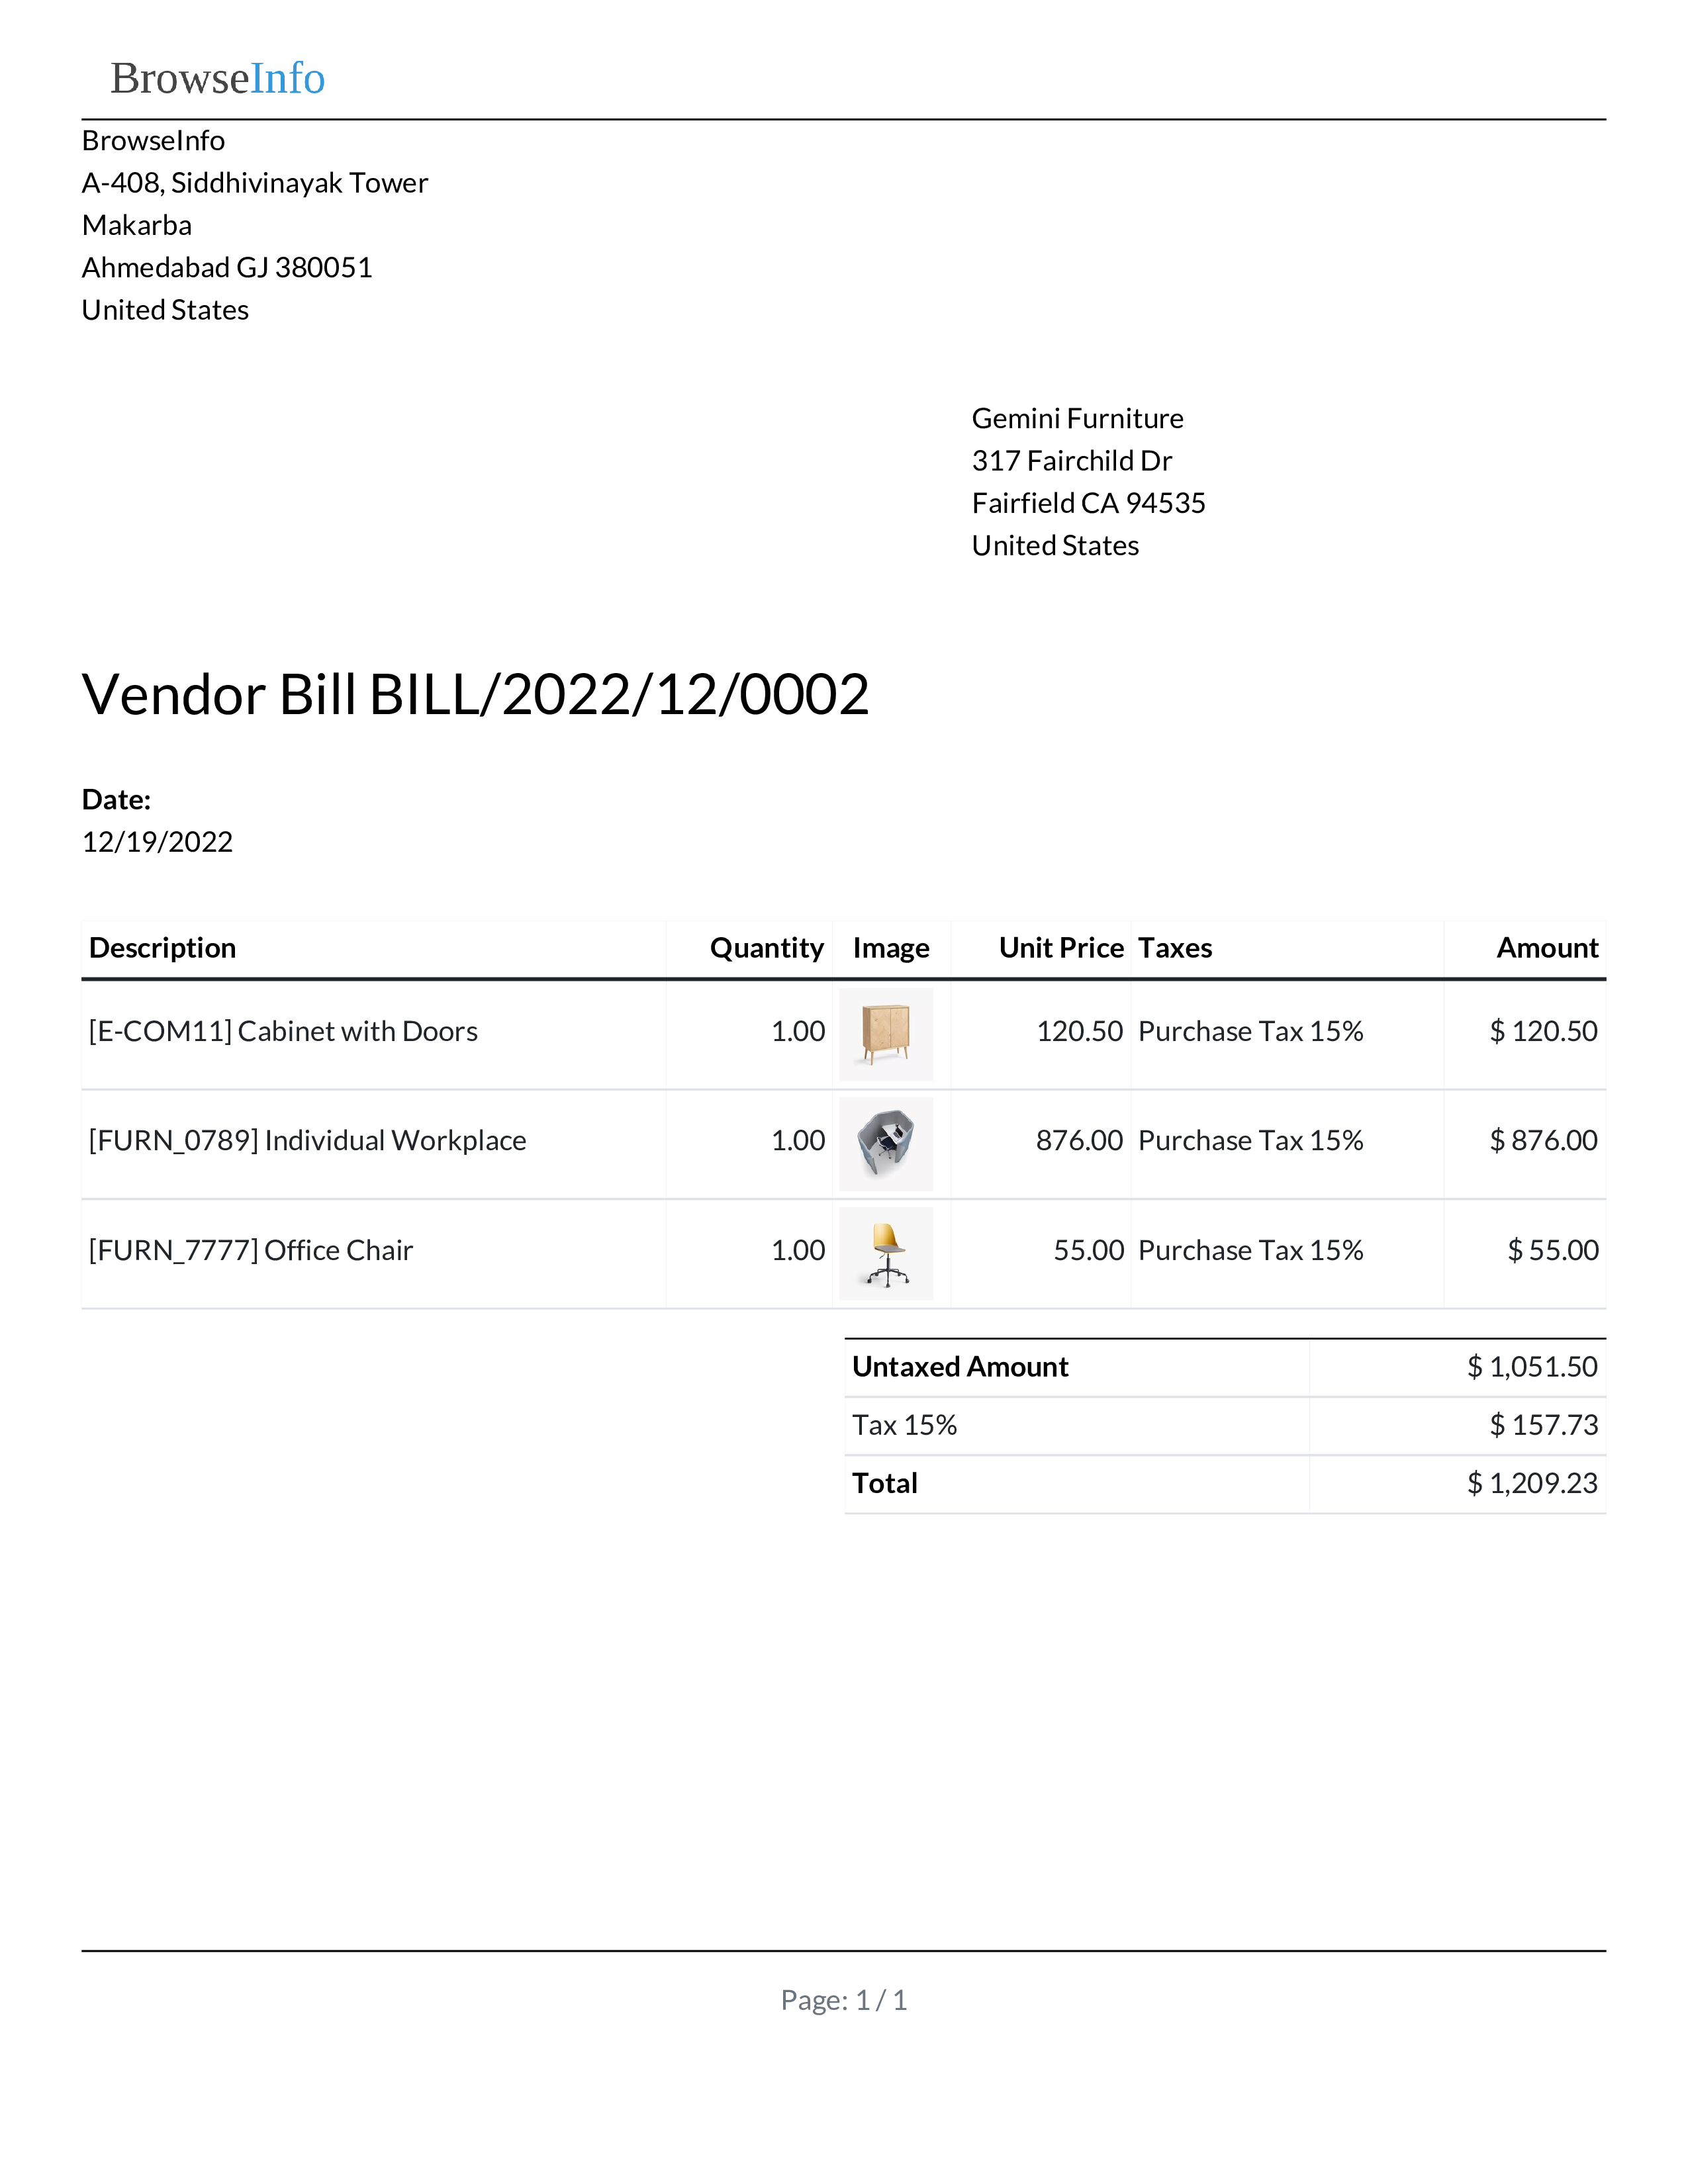 BrowseInfo
BrowseInfo
A-408, Siddhivinayak Tower
Makarba
Ahmedabad GJ 380051
United States
Gemini Furniture
317 Fairchild Dr
Fairfield CA 94535
United States
Vendor Bill BILL/2022/12/0002
Date:
12/19/2022
Description Quantity Image Unit Price Taxes Amount
[E-COM11] Cabinet with Doors 1.00 120.50 Purchase Tax 15% $ 120.50
[FURN_0789] Individual Workplace 1.00 876.00 Purchase Tax 15% $ 876.00
[FURN_7777] Office Chair 1.00 55.00 Purchase Tax 15% $ 55.00
Untaxed Amount $ 1,051.50
Tax 15% $ 157.73
Total $ 1,209.23
Page: 1 / 1